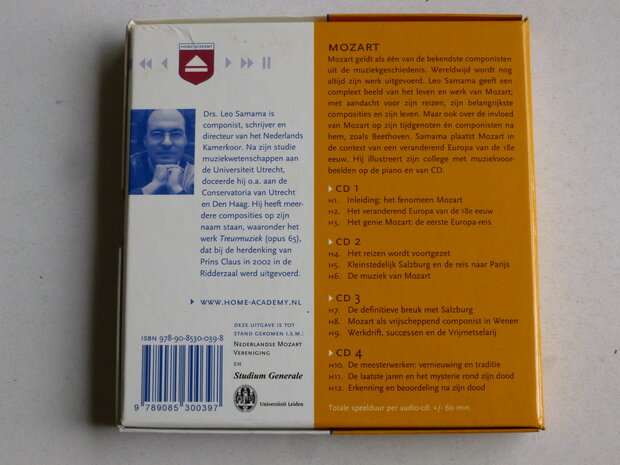 HOME ACADEMY
Drs. Leo Samama is
componist, schrijver en
directeur van het Nederlands
Kamerkoor. Na zijn studie
muziekwetenschappen aan
de Universiteit Utrecht,
doceerde hij o.a. aan de
Conservatoria van Utrecht
en Den Haag. Hij heeft meer-
dere composities op zijn
naam staan, waaronder het
werk Treurmuziek (opus 65),
dat bij de herdenking van
Prins Claus in 2002 in de
Ridderzaal werd uitgevoerd.
WWW.HOME-ACADEMY.NL
DEZE UITGAVE IS TOT
STAND GEKOMEN I.S.M.:
NEDERLANDSE MOZART
VERENIGING
EN
Studium Generale
Universiteit Leiden
ISBN 978-90-8530-039-8
9 789085 300397
MOZART
Mozart geldt als één van de bekendste componisten
uit de muziekgeschiedenis. Wereldwijd wordt nog
altijd zijn werk uitgevoerd. Leo Samama geeft een
compleet beeld van het leven en werk van Mozart;
met aandacht voor zijn reizen, zijn belangrijkste
composities en zijn leven. Maar ook over de invloed
van Mozart op zijn tijdgenoten én componisten na
hem, zoals Beethoven. Samama plaatst Mozart in
de context van een veranderend Europa van de 18e
eeuw. Hij illustreert zijn college met muziekvoor-
beelden op de piano en van CD.
CD 1
H1. Inleiding: het fenomeen Mozart
H2. Het veranderend Europa van de 18e eeuw
H3. Het genie Mozart: de eerste Europa-reis
CD 2
H4. Het reizen wordt voortgezet
H5. Kleinstedelijk Salzburg en de reis naar Parijs
H6. De muziek van Mozart
CD 3
H7. De definitieve breuk met Salzburg
H8. Mozart als vrijscheppend componist in Wenen
H9. Werkdrift, successen en de Vrijmetselarij
CD 4
H10. De meesterwerken: vernieuwing en traditie
H11. De laatste jaren en het mysterie rond zijn dood
H12. Erkenning en beoordeling na zijn dood
Totale speelduur per audio-cd: +/- 60 min.